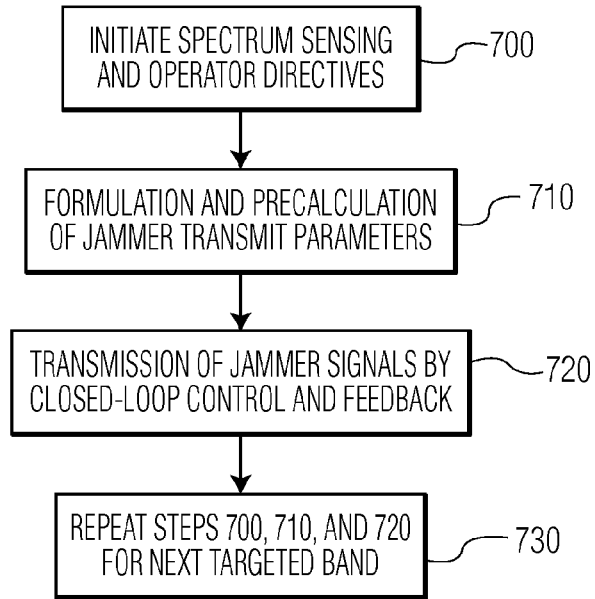 INITIATE SPECTRUM SENSING
AND OPERATOR DIRECTIVES
700
FORMULATION AND PRECALCULATION
OF JAMMER TRANSMIT PARAMETERS
710
TRANSMISSION OF JAMMER SIGNALS BY
CLOSED-LOOP CONTROL AND FEEDBACK
720
REPEAT STEPS 700, 710, AND 720
FOR NEXT TARGETED BAND
730